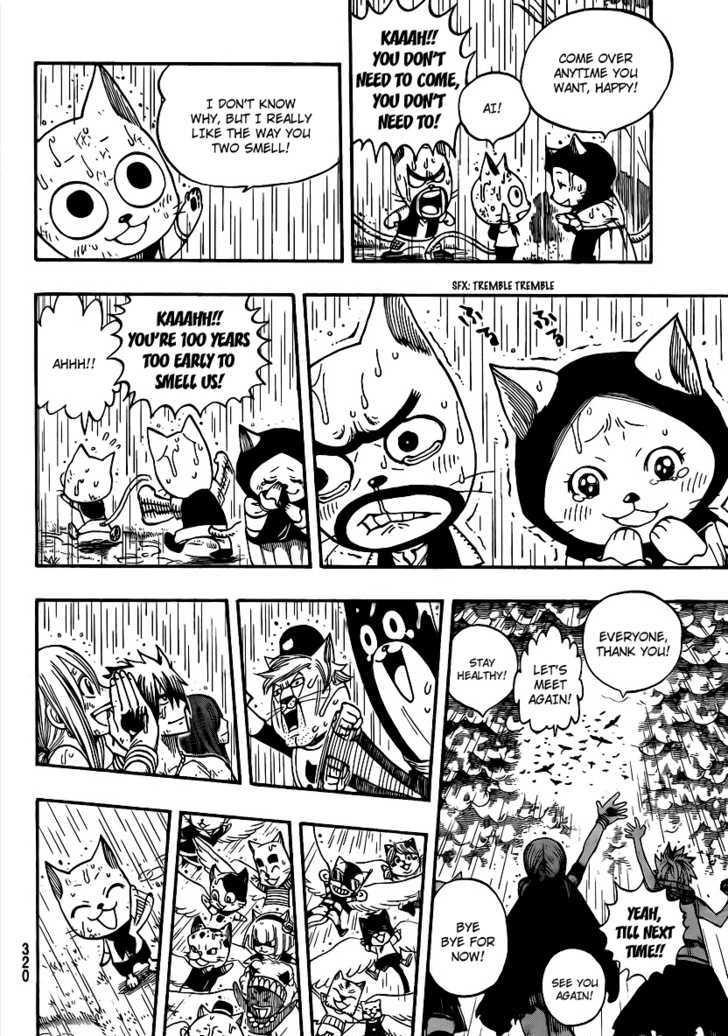 COME OVER
ANYTIME YOU
WANT, HAPPY!
AI!
KAAAH!!
YOU DON'T
NEED TO COME,
YOU DON'T
NEED TO!
I DON'T KNOW
WHY, BUT I REALLY
LIKE THE WAY YOU
TWO SMELL!
SFX: TREMBLE TREMBLE
KAAAHH!!
YOU'RE 100 YEARS
TOO EARLY TO
SMELL US!
AHHH!!
EVERYONE,
THANK YOU!
LET'S
MEET
AGAIN!
STAY
HEALTHY!
YEAH,
TILL NEXT
TIME!!
SEE YOU
AGAIN!
BYE
BYE FOR
NOW!
320